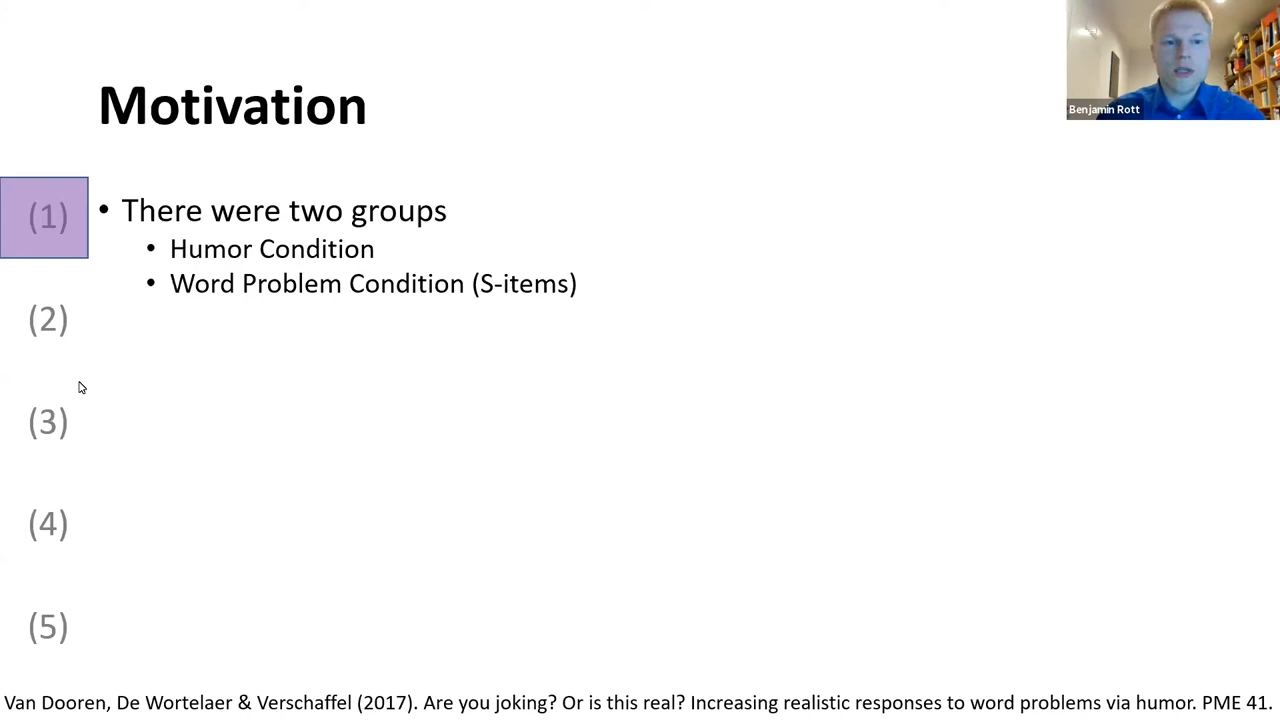 Motivation
Benjamin Rott
(1)
• There were two groups
• Humor Condition
• Word Problem Condition (S-items)
(2)
(3)
(4)
(5)
Van Dooren, De Wortelaer & Verschaffel (2017). Are you joking? Or is this real? Increasing realistic responses to word problems via humor. PME 41.